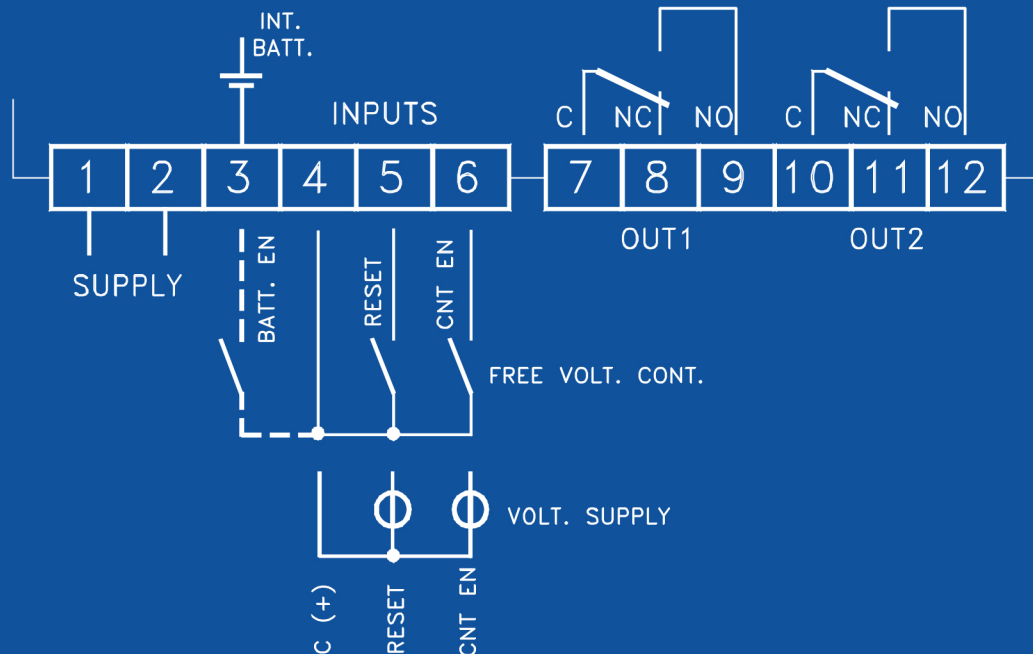 INT.
BATT.
INPUTS
C NC NO C NC NO
1 2 3 4 5 6 7 8 9 10 11 12
SUPPLY
OUT1 OUT2
BATT. EN
RESET
CNT EN
FREE VOLT. CONT.
VOLT. SUPPLY
C (+)
RESET
CNT EN